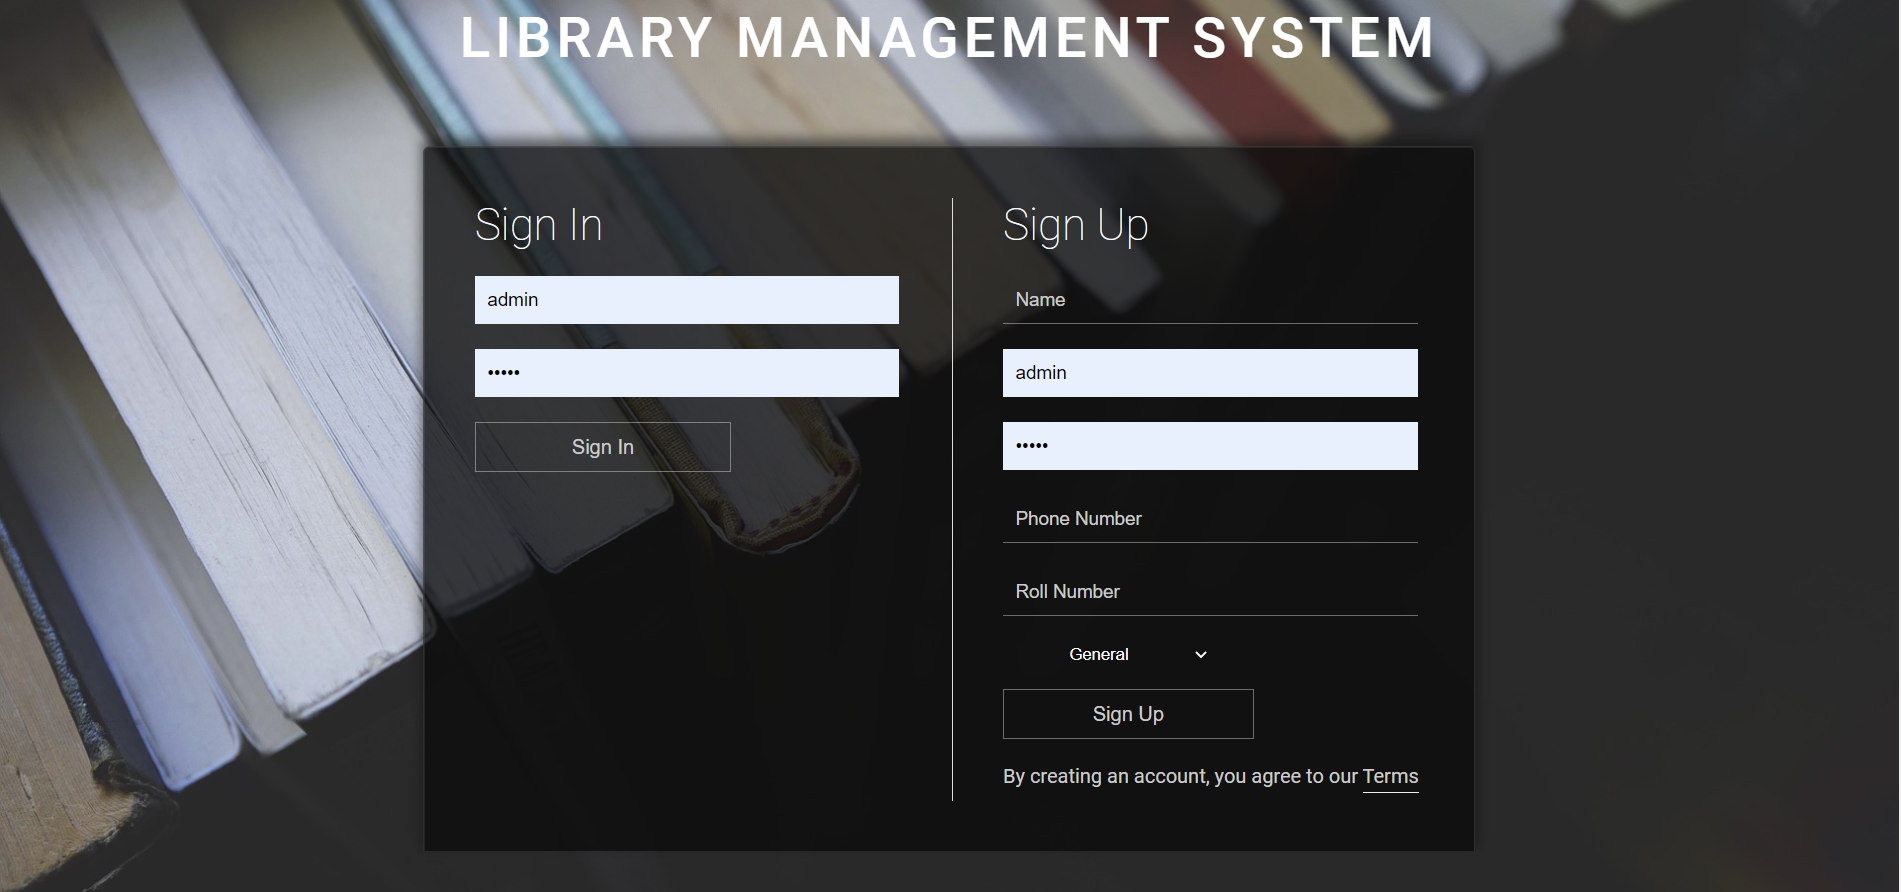 LIBRARY MANAGEMENT SYSTEM
Sign In
admin
•••••
Sign In
Sign Up
Name
admin
•••••
Phone Number
Roll Number
General
Sign Up
By creating an account, you agree to our Terms